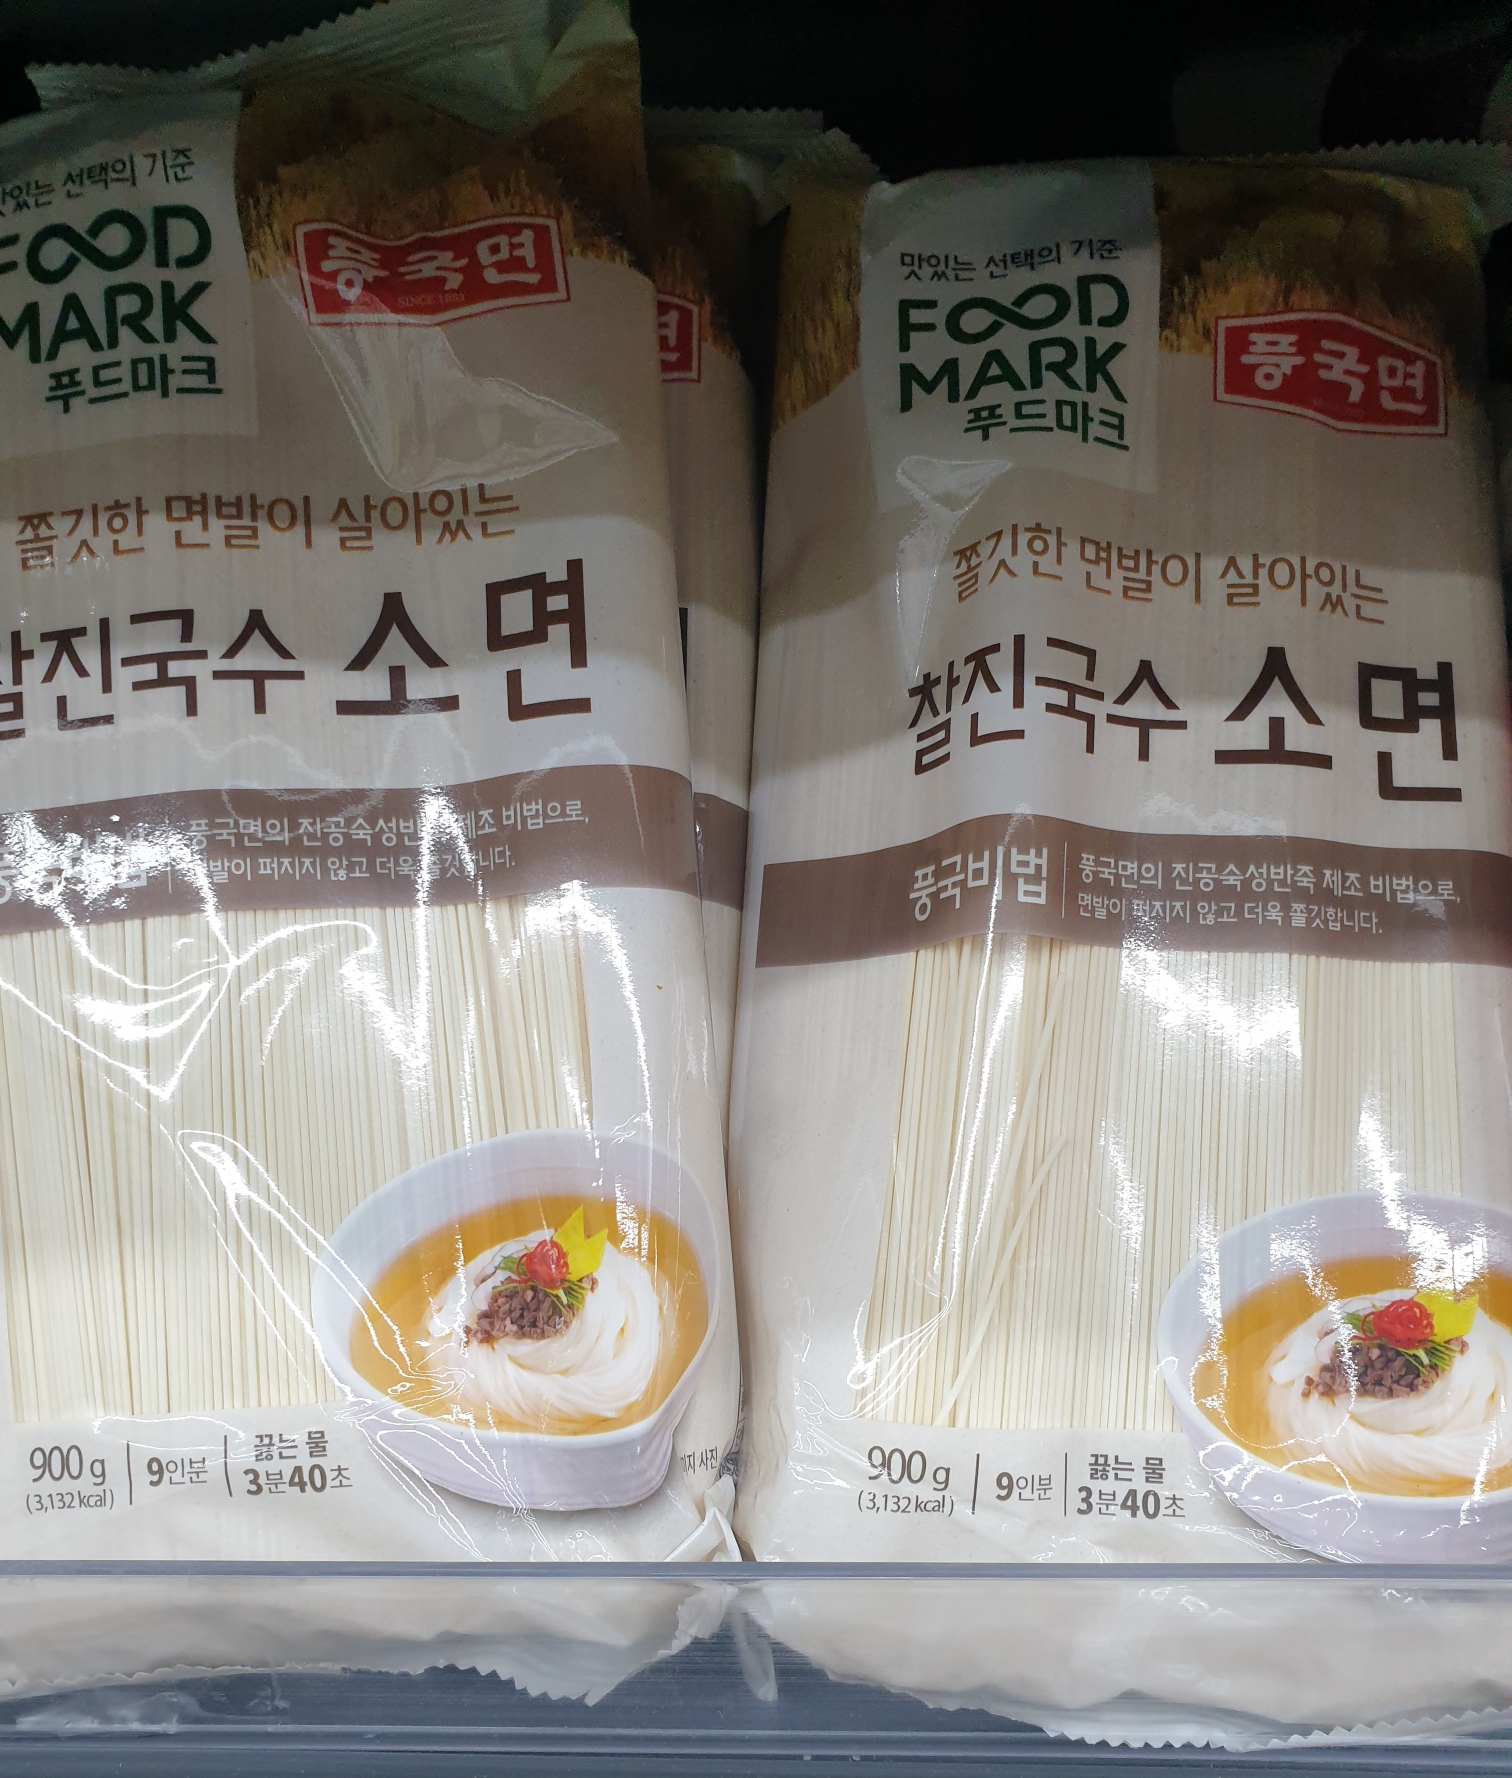 맛있는 선택의 기준
FOOD
MARK
푸드마크
풍국면
SINCE 1933
쫄깃한 면발이 살아있는
찰진국수 소면
풍국면의 진공숙성반죽 제조 비법으로,
면발이 퍼지지 않고 더욱 쫄깃합니다.
900 g
(3,132 kcal)
9인분
끓는 물
3분40초
사진
면
맛있는 선택의 기준
FOOD
MARK
푸드마크
풍국면
쫄깃한 면발이 살아있는
찰진국수 소면
풍국비법
풍국면의 진공숙성반죽 제조 비법으로,
면발이 퍼지지 않고 더욱 쫄깃합니다.
900 g
(3,132 kcal)
9인분
끓는 물
3분40초